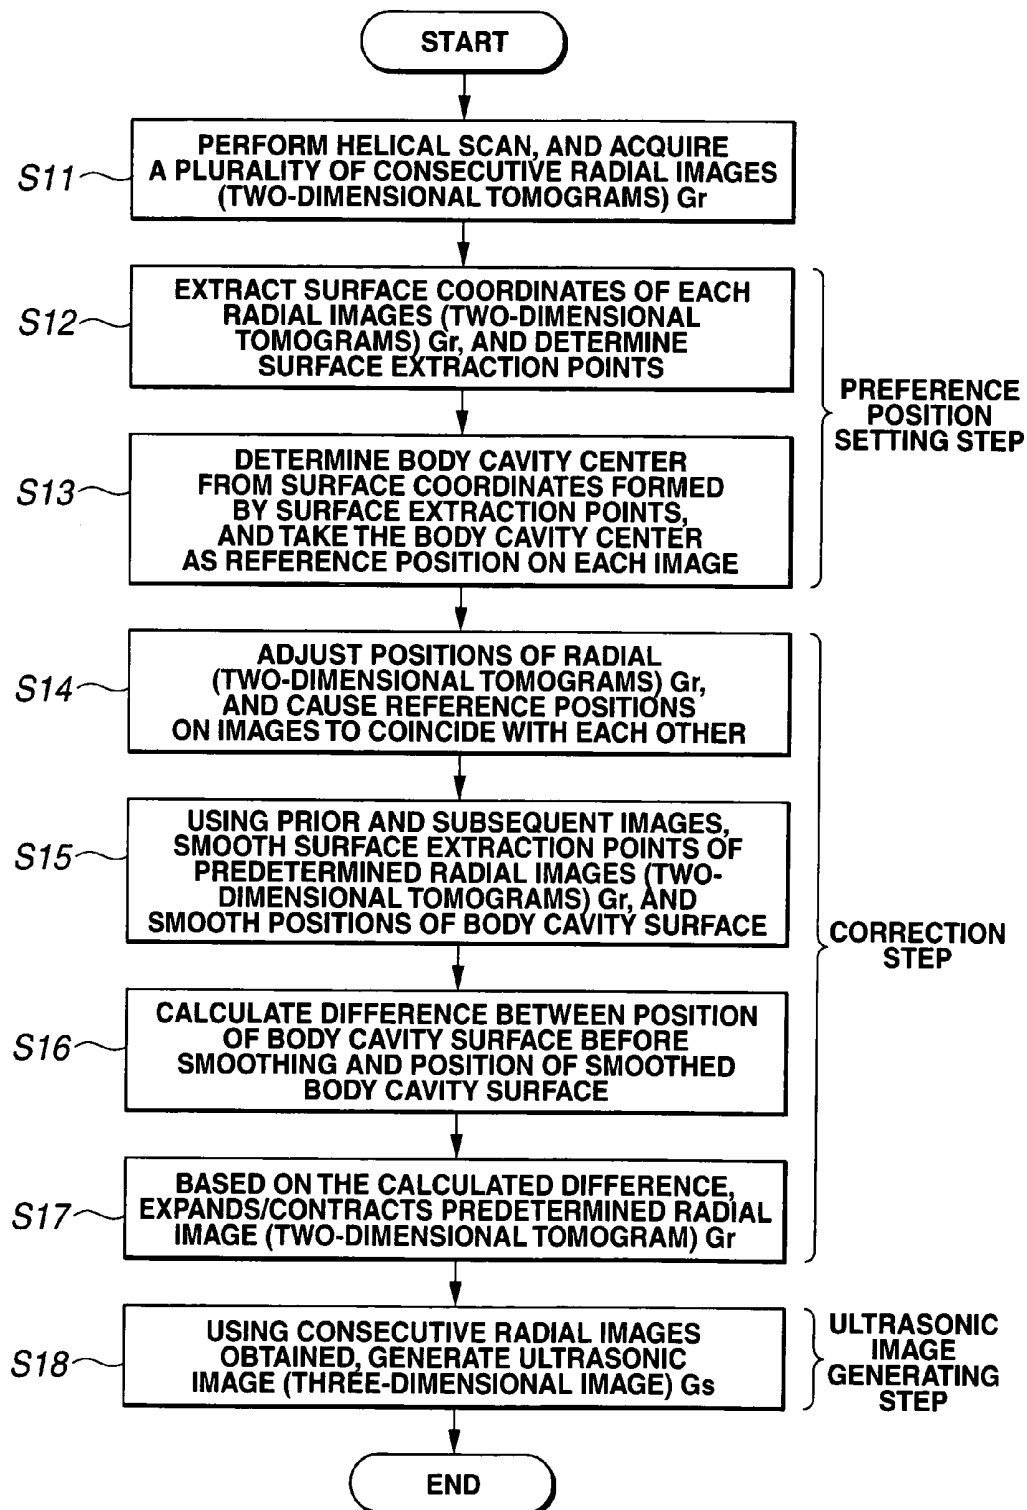 START
S11
PERFORM HELICAL SCAN, AND ACQUIRE
A PLURALITY OF CONSECUTIVE RADIAL IMAGES
(TWO-DIMENSIONAL TOMOGRAMS) Gr
S12
EXTRACT SURFACE COORDINATES OF EACH
RADIAL IMAGES (TWO-DIMENSIONAL
TOMOGRAMS) Gr, AND DETERMINE
SURFACE EXTRACTION POINTS
PREFERENCE
POSITION
SETTING STEP
S13
DETERMINE BODY CAVITY CENTER
FROM SURFACE COORDINATES FORMED
BY SURFACE EXTRACTION POINTS,
AND TAKE THE BODY CAVITY CENTER
AS REFERENCE POSITION ON EACH IMAGE
S14
ADJUST POSITIONS OF RADIAL
(TWO-DIMENSIONAL TOMOGRAMS) Gr,
AND CAUSE REFERENCE POSITIONS
ON IMAGES TO COINCIDE WITH EACH OTHER
S15
USING PRIOR AND SUBSEQUENT IMAGES,
SMOOTH SURFACE EXTRACTION POINTS OF
PREDETERMINED RADIAL IMAGES (TWO-
DIMENSIONAL TOMOGRAMS) Gr, AND
SMOOTH POSITIONS OF BODY CAVITY SURFACE
CORRECTION
STEP
S16
CALCULATE DIFFERENCE BETWEEN POSITION
OF BODY CAVITY SURFACE BEFORE
SMOOTHING AND POSITION OF SMOOTHED
BODY CAVITY SURFACE
S17
BASED ON THE CALCULATED DIFFERENCE,
EXPANDS/CONTRACTS PREDETERMINED RADIAL
IMAGE (TWO-DIMENSIONAL TOMOGRAM) Gr
S18
USING CONSECUTIVE RADIAL IMAGES
OBTAINED, GENERATE ULTRASONIC
IMAGE (THREE-DIMENSIONAL IMAGE) Gs
ULTRASONIC
IMAGE
GENERATING
STEP
END